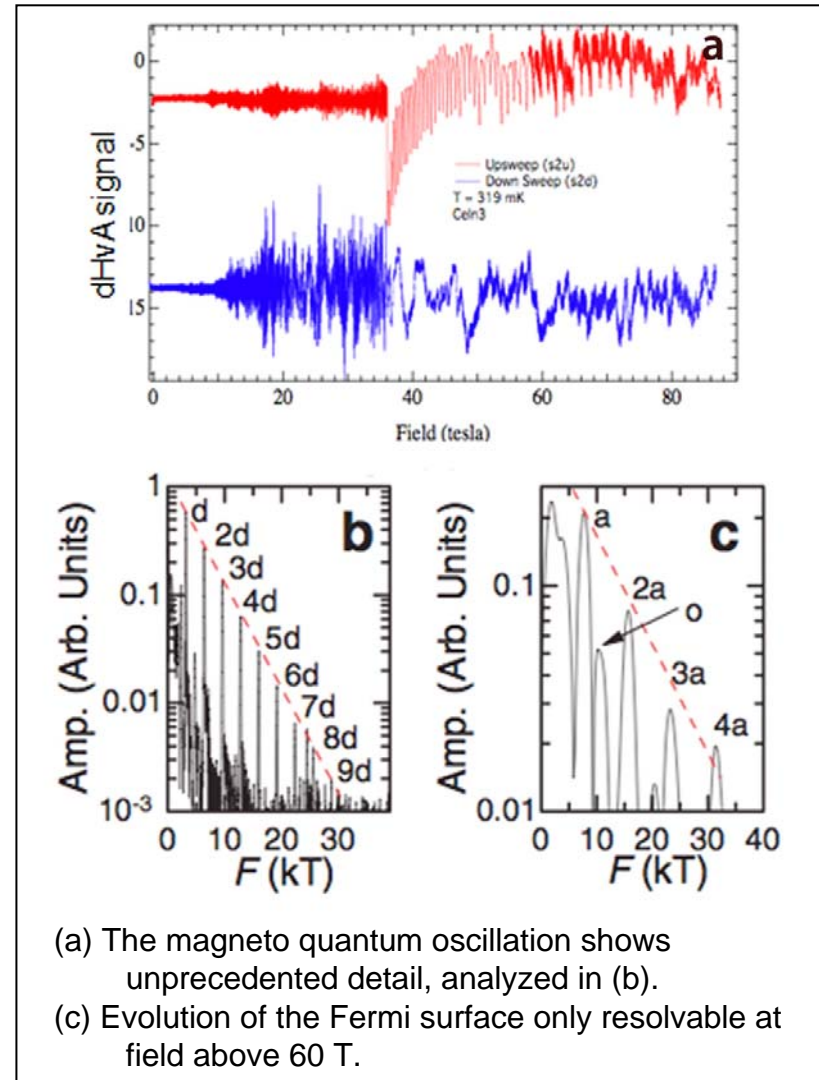 a
0
-5
10
15
dHvA signal
Upsweep (s2u)
Down Sweep (s2d)
T = 319 mK
CeIn3
0 20 40 60 80
Field (tesla)
b
1
0.1
0.01
10-3
Amp. (Arb. Units)
d
2d
3d
4d
5d
6d
7d
8d
9d
0 10 20 30
F (kT)
c
0.1
0.01
Amp. (Arb. Units)
a
2a
o
3a
4a
0 10 20 30 40
F (kT)
(a) The magneto quantum oscillation shows
unprecedented detail, analyzed in (b).
(c) Evolution of the Fermi surface only resolvable at
field above 60 T.